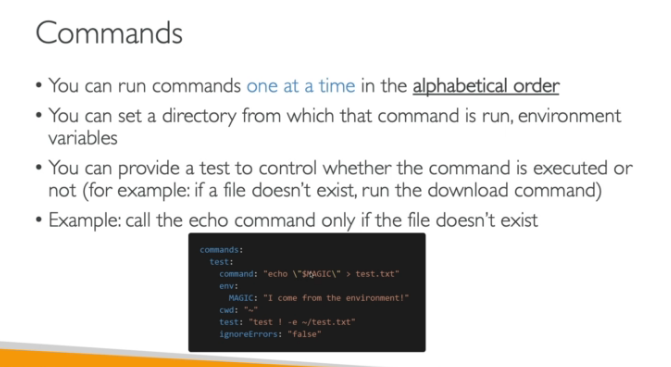 Commands
• You can run commands one at a time in the alphabetical order
• You can set a directory from which that command is run, environment
variables
• You can provide a test to control whether the command is executed or
not (for example: if a file doesn't exist, run the download command)
• Example: call the echo command only if the file doesn't exist
commands:
test:
command: "echo \"$MAGIC\" > test.txt"
env:
MAGIC: "I come from the environment!"
cwd: "~"
test: "test ! -e ~/test.txt"
ignoreErrors: "false"